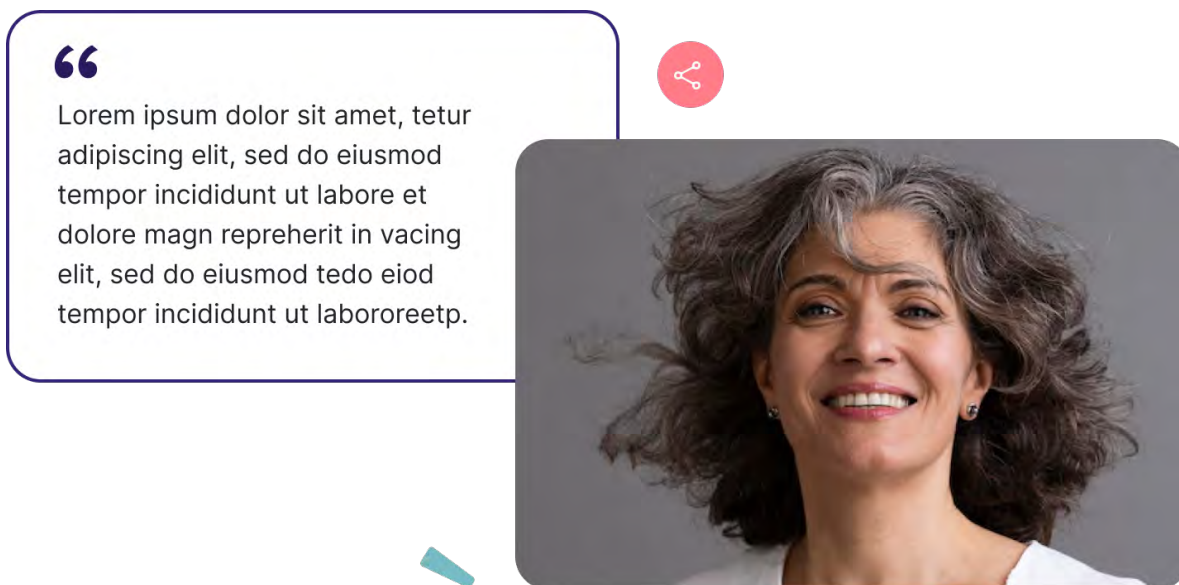 “
Lorem ipsum dolor sit amet, tetur
adipiscing elit, sed do eiusmod
tempor incididunt ut labore et
dolore magn repreherit in vacing
elit, sed do eiusmod tedo eiod
tempor incididunt ut labororeetp.